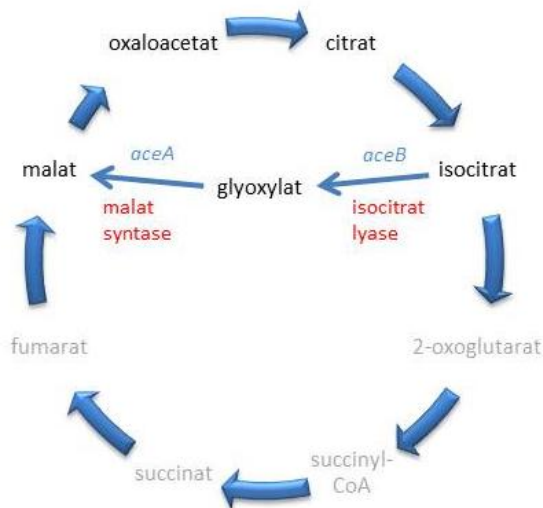 oxaloacetat
citrat
aceA
aceB
malat
glyoxylat
isocitrat
malat
syntase
isocitrat
lyase
fumarat
2-oxoglutarat
succinat
succinyl-
CoA